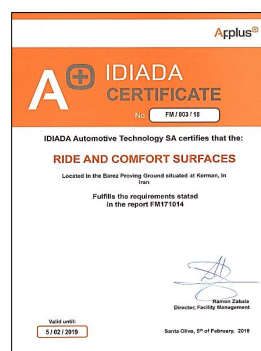 Applus⊕
A⊕
IDIADA
CERTIFICATE
No. FM / 003 / 18
IDIADA Automotive Technology SA certifies that the:
RIDE AND COMFORT SURFACES
Located in the Barez Proving Ground situated at Kerman, in
Iran
Fulfills the requirements stated
in the report FM171014
Ramon Zabala
Director, Facility Management
Valid until:
5 / 02 / 2019
Santa Oliva, 5th of February, 2018